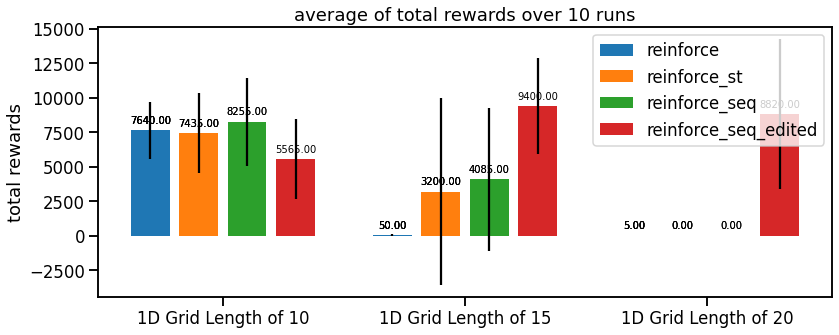 average of total rewards over 10 runs
total rewards
15000
12500
10000
7500
5000
2500
0
−2500
7640.00
7435.00
8255.00
5565.00
50.00
3200.00
4085.00
9400.00
5.00
0.00
0.00
8820.00
reinforce
reinforce_st
reinforce_seq
reinforce_seq_edited
1D Grid Length of 10
1D Grid Length of 15
1D Grid Length of 20